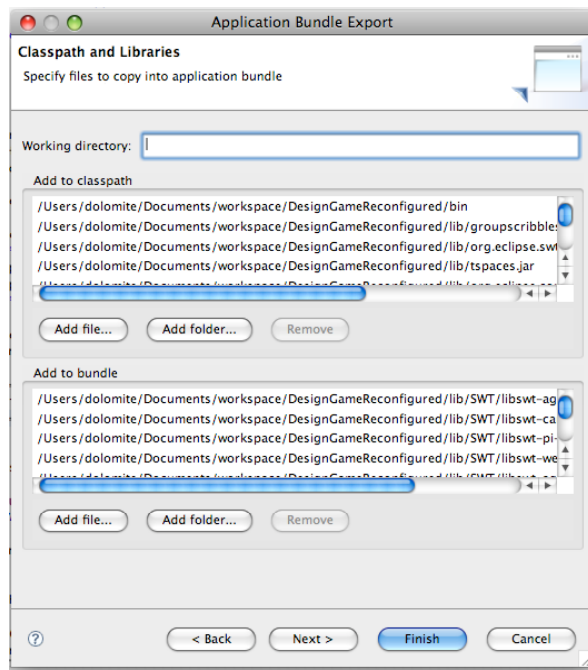 Application Bundle Export
Classpath and Libraries
Specify files to copy into application bundle
Working directory:
Add to classpath
/Users/dolomite/Documents/workspace/DesignGameReconfigured/bin
/Users/dolomite/Documents/workspace/DesignGameReconfigured/lib/groupscribbles
/Users/dolomite/Documents/workspace/DesignGameReconfigured/lib/org.eclipse.swt
/Users/dolomite/Documents/workspace/DesignGameReconfigured/lib/tspaces.jar
Add file... Add folder... Remove
Add to bundle
/Users/dolomite/Documents/workspace/DesignGameReconfigured/lib/SWT/libswt-ag
/Users/dolomite/Documents/workspace/DesignGameReconfigured/lib/SWT/libswt-ca
/Users/dolomite/Documents/workspace/DesignGameReconfigured/lib/SWT/libswt-pi-
/Users/dolomite/Documents/workspace/DesignGameReconfigured/lib/SWT/libswt-we
Add file... Add folder... Remove
? < Back Next > Finish Cancel